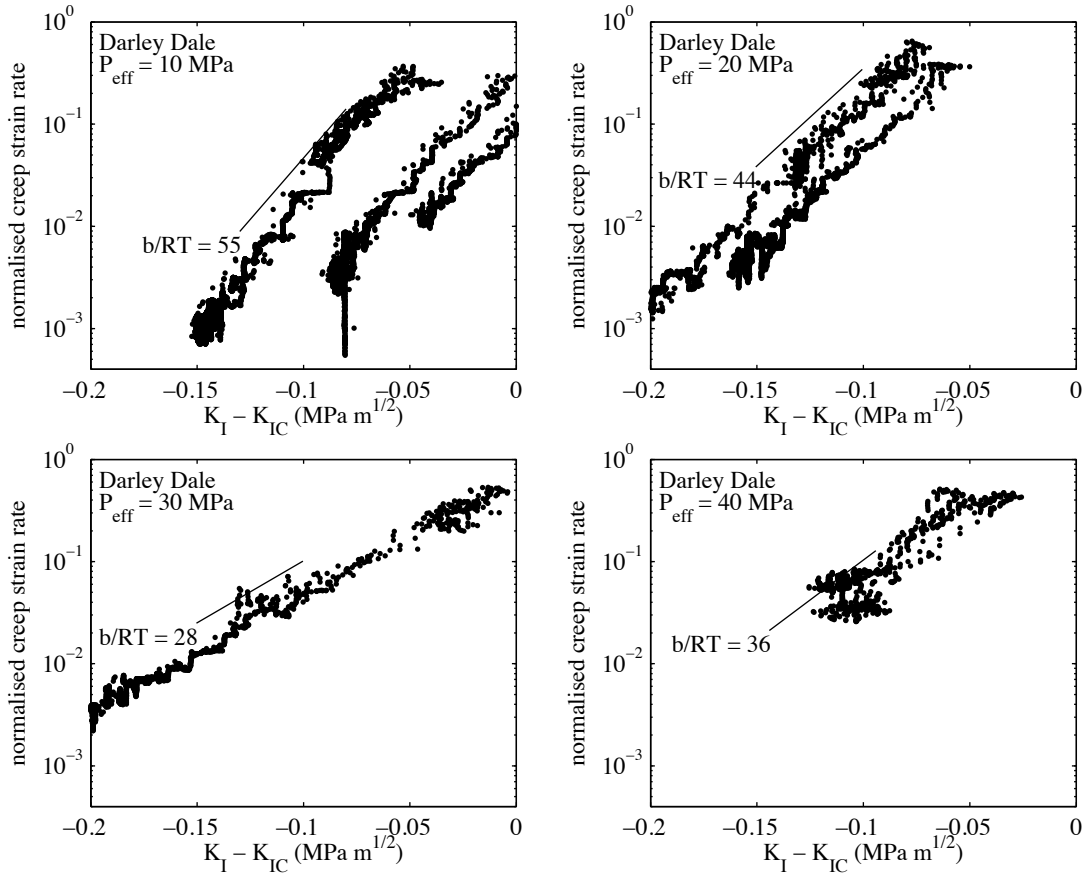 Darley Dale
P_eff = 10 MPa
normalised creep strain rate
10^0
10^−1
10^−2
10^−3
b/RT = 55
−0.2
−0.15
−0.1
−0.05
0
K_I − K_IC (MPa m^1/2)
Darley Dale
P_eff = 20 MPa
normalised creep strain rate
10^0
10^−1
10^−2
10^−3
b/RT = 44
−0.2
−0.15
−0.1
−0.05
0
K_I − K_IC (MPa m^1/2)
Darley Dale
P_eff = 30 MPa
normalised creep strain rate
10^0
10^−1
10^−2
10^−3
b/RT = 28
−0.2
−0.15
−0.1
−0.05
0
K_I − K_IC (MPa m^1/2)
Darley Dale
P_eff = 40 MPa
normalised creep strain rate
10^0
10^−1
10^−2
10^−3
b/RT = 36
−0.2
−0.15
−0.1
−0.05
0
K_I − K_IC (MPa m^1/2)